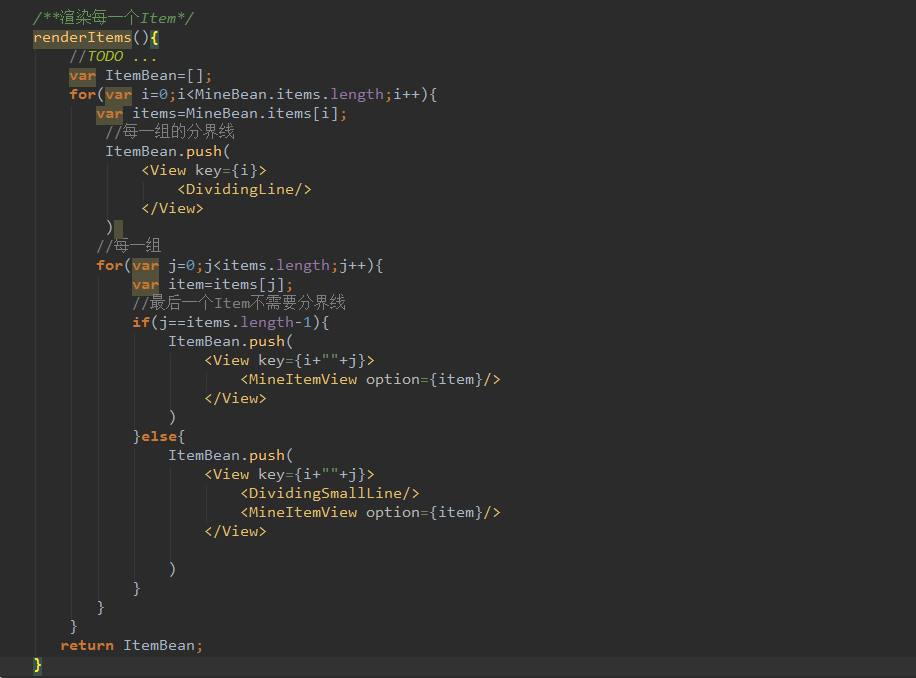 /**渲染每一个Item*/
renderItems(){
//TODO ...
var ItemBean=[];
for(var i=0;i<MineBean.items.length;i++){
var items=MineBean.items[i];
//每一组的分界线
ItemBean.push(
<View key={i}>
<DividingLine/>
</View>
)
//每一组
for(var j=0;j<items.length;j++){
var item=items[j];
//最后一个Item不需要分界线
if(j==items.length-1){
ItemBean.push(
<View key={i+""+j}>
<MineItemView option={item}/>
</View>
)
}else{
ItemBean.push(
<View key={i+""+j}>
<DividingSmallLine/>
<MineItemView option={item}/>
</View>
)
}
}
}
return ItemBean;
}